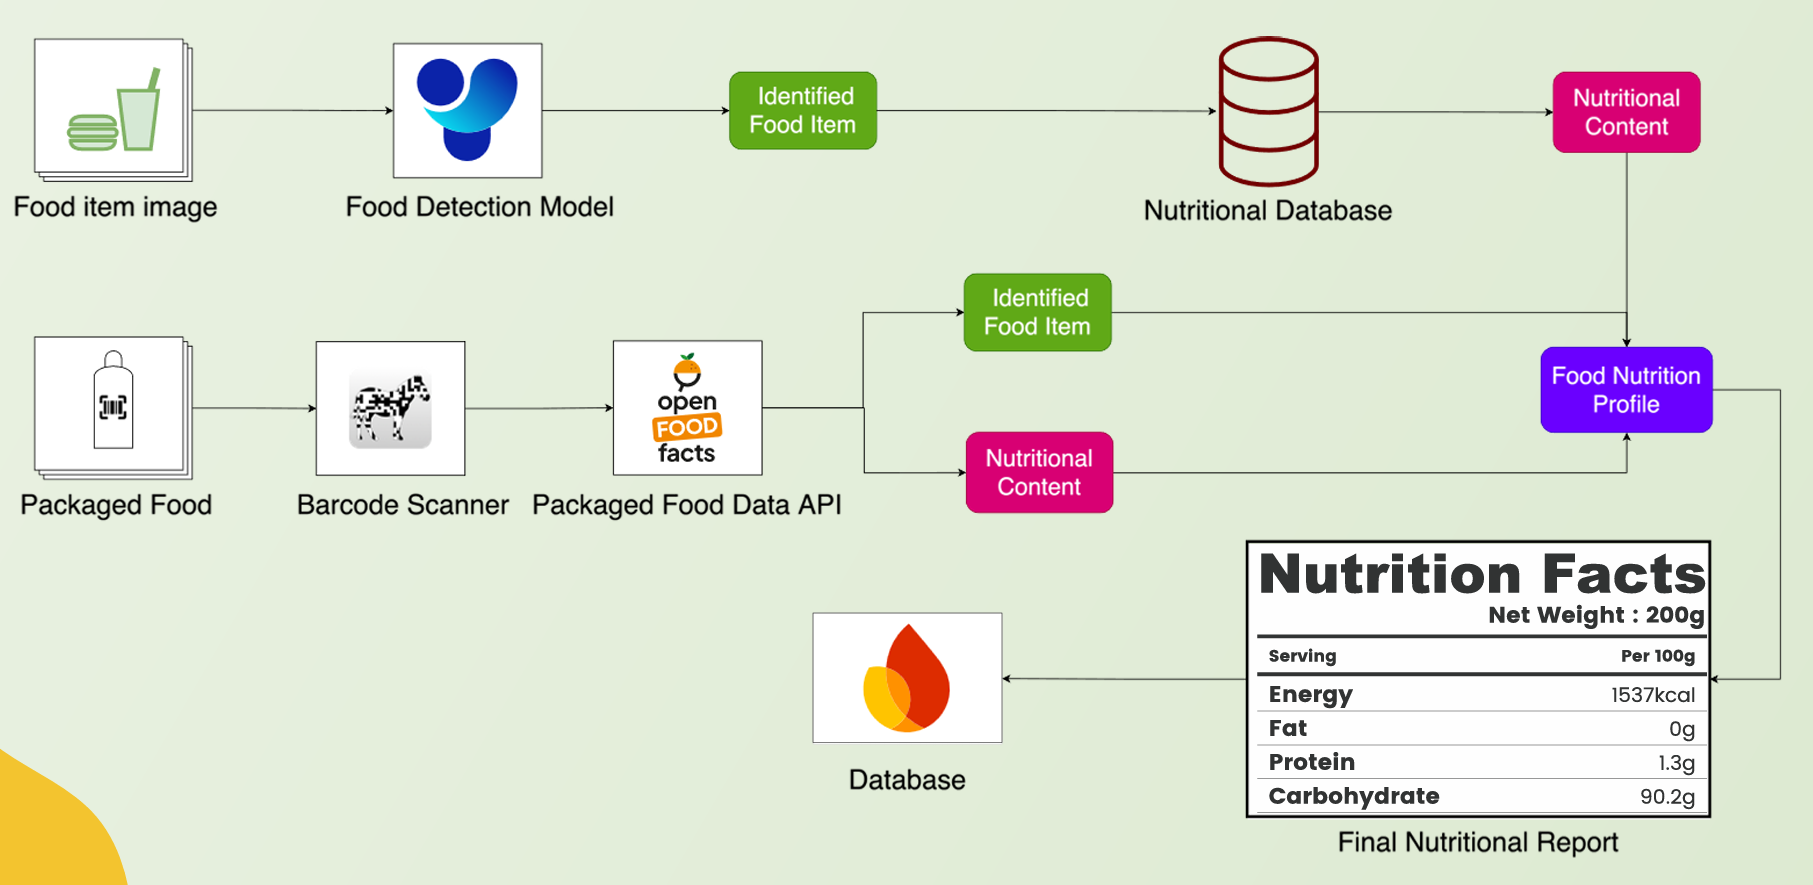 Identified
Food Item
Nutritional
Content
Food item image
Food Detection Model
Nutritional Database
Identified
Food Item
open
FOOD
facts
Nutritional
Content
Food Nutrition
Profile
Packaged Food
Barcode Scanner
Packaged Food Data API
Nutrition Facts
Net Weight : 200g
Serving Per 100g
Energy 1537kcal
Fat 0g
Protein 1.3g
Carbohydrate 90.2g
Database
Final Nutritional Report